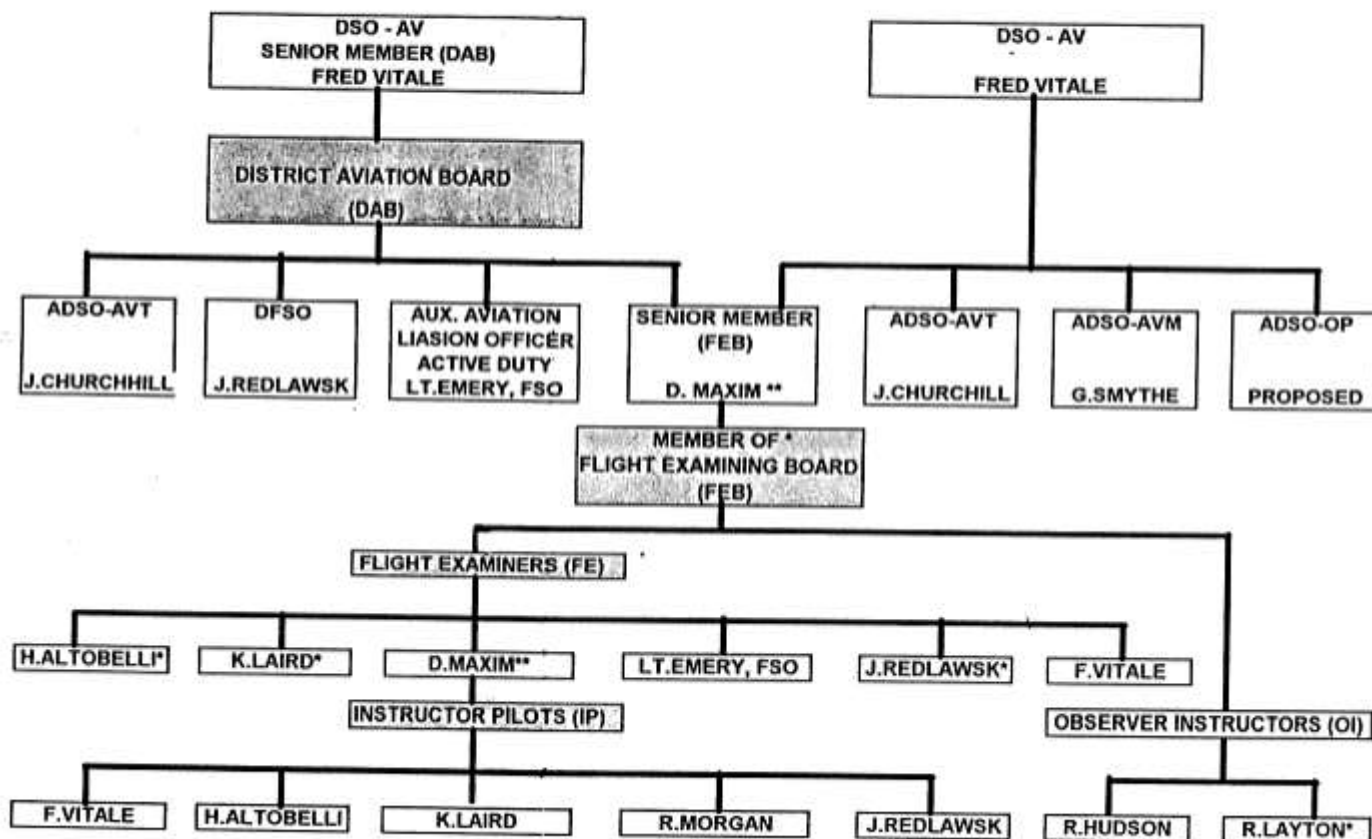 DSO - AV
SENIOR MEMBER (DAB)
FRED VITALE
DSO - AV
FRED VITALE
DISTRICT AVIATION BOARD
(DAB)
ADSO-AVT
J.CHURCHHILL
DFSO
J.REDLAWSK
AUX. AVIATION
LIASION OFFICER
ACTIVE DUTY
LT.EMERY, FSO
SENIOR MEMBER
(FEB)
D. MAXIM **
ADSO-AVT
J.CHURCHILL
ADSO-AVM
G.SMYTHE
ADSO-OP
PROPOSED
MEMBER OF *
FLIGHT EXAMINING BOARD
(FEB)
FLIGHT EXAMINERS (FE)
H.ALTOBELLI*
K.LAIRD*
D.MAXIM**
LT.EMERY, FSO
J.REDLAWSK*
F.VITALE
INSTRUCTOR PILOTS (IP)
OBSERVER INSTRUCTORS (OI)
F.VITALE
H.ALTOBELLI
K.LAIRD
R.MORGAN
J.REDLAWSK
R.HUDSON
R.LAYTON*